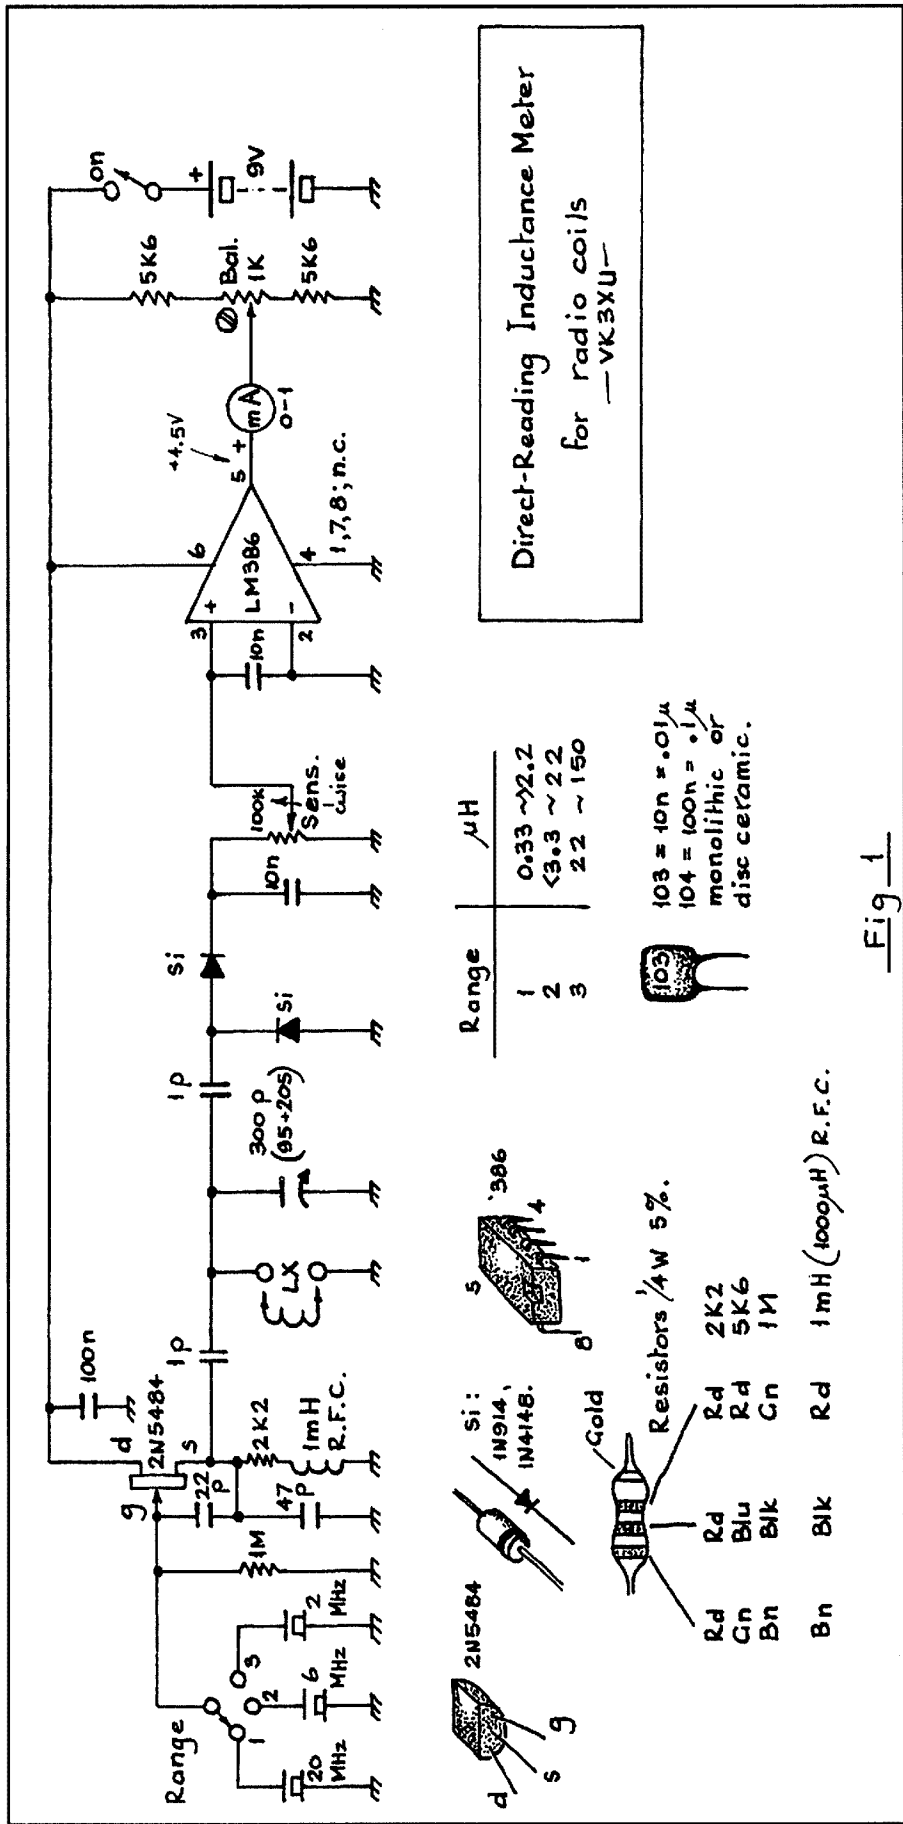 Range
1
2
3
20
MHz
6
MHz
2
MHz
1M
g
d
s
2N5484
22
p
47
p
2K2
1mH
R.F.C.
100n
1p
LX
300p
(95+205)
1p
Si
Si
10n
100K
Sens.
10n
3
2
+
-
LM386
6
4
1,7,8; n.c.
5
+4.5V
+
mA
0-1
5K6
Bal.
1K
5K6
on
+
9V
2N5484
d
s
g
Si:
1N914,
1N4148.
'386
5
4
1
8
Gold
Resistors 1/4W 5%.
Rd Rd Rd 2K2
Gn Blu Rd 5K6
Bn Blk Gn 1M
Bn Blk Rd 1mH (1000µH) R.F.C.
Range µH
1 0.33 ~>2.2
2 <3.3 ~ 22
3 22 ~ 150
103
103 = 10n = .01µ
104 = 100n = .1µ
monolithic or
disc ceramic.
Direct-Reading Inductance Meter
for radio coils
—VK3XU—
Fig 1